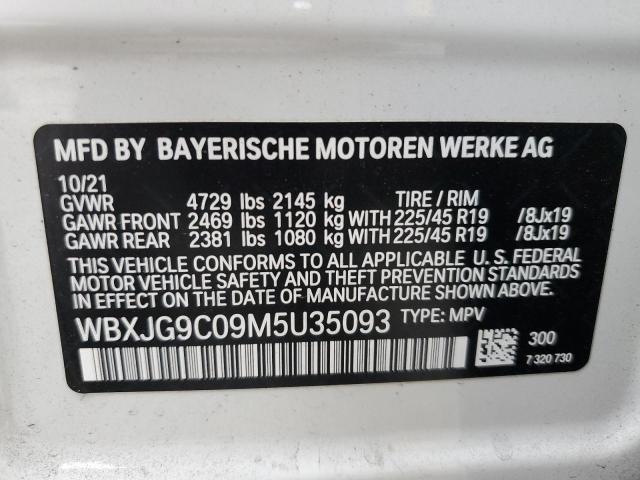 MFD BY BAYERISCHE MOTOREN WERKE AG
10/21
GVWR 4729 lbs 2145 kg TIRE / RIM
GAWR FRONT 2469 lbs 1120 kg WITH 225/45 R19 /8Jx19
GAWR REAR 2381 lbs 1080 kg WITH 225/45 R19 /8Jx19
THIS VEHICLE CONFORMS TO ALL APPLICABLE U. S. FEDERAL
MOTOR VEHICLE SAFETY AND THEFT PREVENTION STANDARDS
IN EFFECT ON THE DATE OF MANUFACTURE SHOWN ABOVE.
WBXJG9C09M5U35093 TYPE: MPV
300
7 320 730